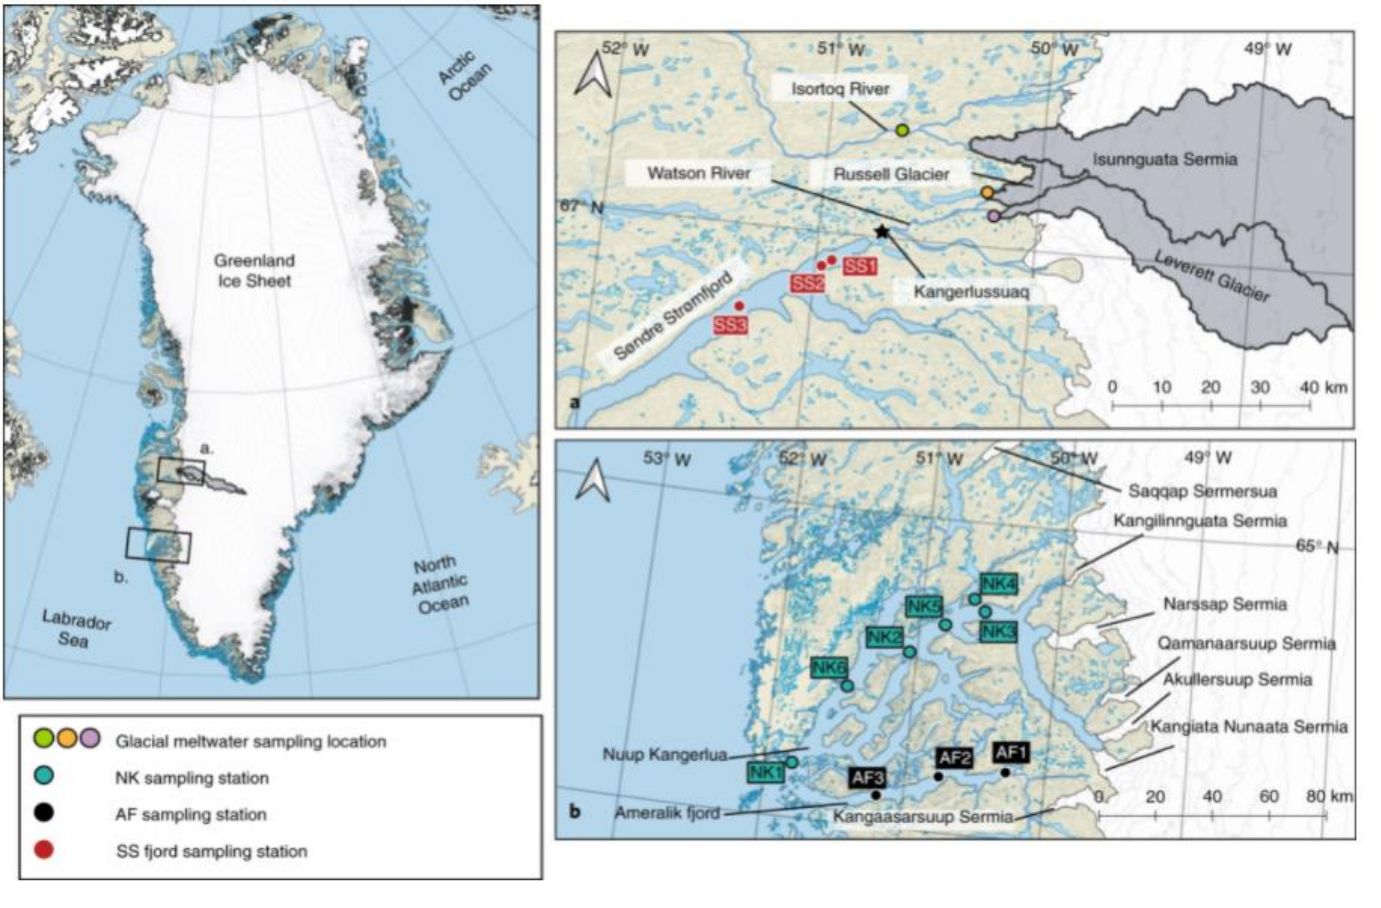 Arctic
Ocean
Greenland
Ice Sheet
a.
b.
North
Atlantic
Ocean
Labrador
Sea
Glacial meltwater sampling location
NK sampling station
AF sampling station
SS fjord sampling station
52° W
51° W
50° W
49° W
Isortoq River
Isunnguata Sermia
Watson River
Russell Glacier
67° N
SS1
SS2
Leverett Glacier
Kangerlussuaq
Søndre Strømfjord
SS3
0 10 20 30 40 km
a
53° W
52° W
51° W
50° W
49° W
Saqqap Sermersua
Kangilinnguata Sermia
65° N
NK4
NK5
Narssap Sermia
NK3
NK2
Qamanaarsuup Sermia
NK6
Akullersuup Sermia
Kangiata Nunaata Sermia
Nuup Kangerlua
AF1
AF2
NK1
AF3
0 20 40 60 80 km
b
Ameralik fjord
Kangaasarsuup Sermia